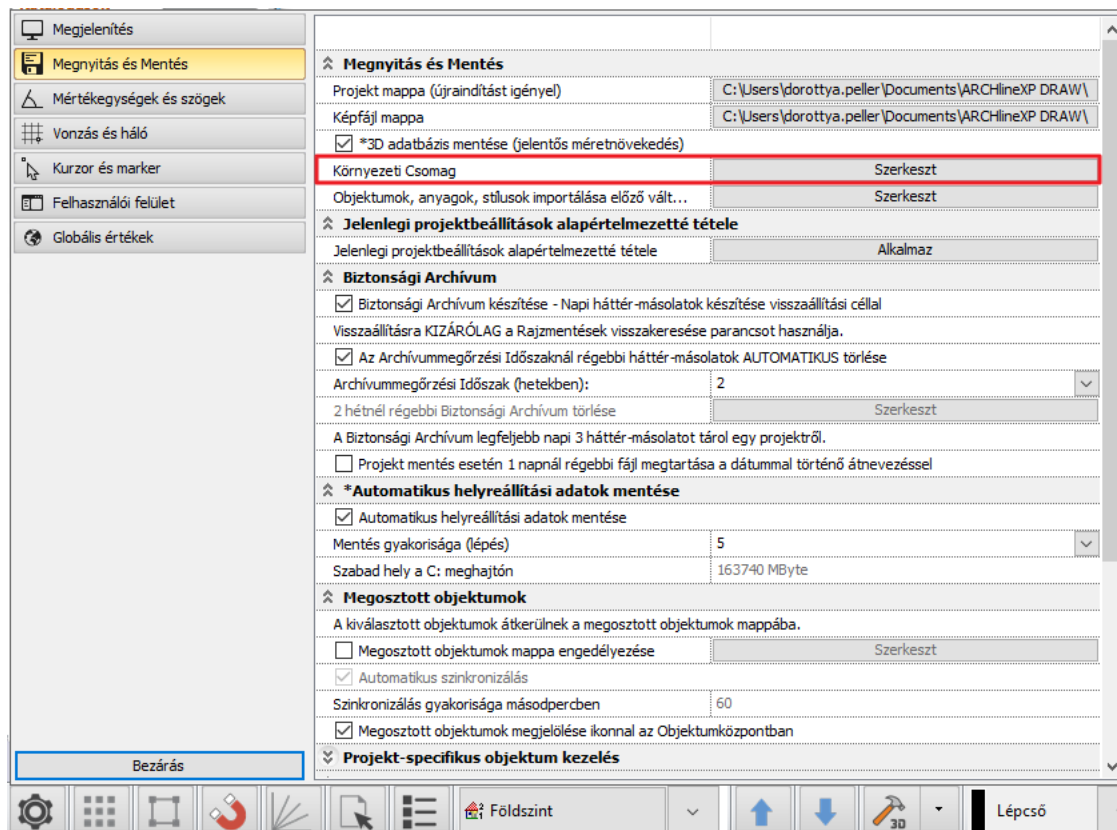 Megjelenítés
Megnyitás és Mentés
Mértékegységek és szögek
Vonzás és háló
Kurzor és marker
Felhasználói felület
Globális értékek
Bezárás
Megnyitás és Mentés
Projekt mappa (újraindítást igényel) C:\Users\dorottya.peller\Documents\ARCHlineXP DRAW\
Képfájl mappa C:\Users\dorottya.peller\Documents\ARCHlineXP DRAW\
*3D adatbázis mentése (jelentős méretnövekedés)
Környezeti Csomag Szerkeszt
Objektumok, anyagok, stílusok importálása előző vált... Szerkeszt
Jelenlegi projektbeállítások alapértelmezetté tétele
Jelenlegi projektbeállítások alapértelmezetté tétele Alkalmaz
Biztonsági Archívum
Biztonsági Archívum készítése - Napi háttér-másolatok készítése visszaállítási céllal
Visszaállításra KIZÁRÓLAG a Rajzmentések visszakeresése parancsot használja.
Az Archívummegőrzési Időszaknál régebbi háttér-másolatok AUTOMATIKUS törlése
Archívummegőrzési Időszak (hetekben): 2
2 hétnél régebbi Biztonsági Archívum törlése Szerkeszt
A Biztonsági Archívum legfeljebb napi 3 háttér-másolatot tárol egy projektről.
Projekt mentés esetén 1 napnál régebbi fájl megtartása a dátummal történő átnevezéssel
*Automatikus helyreállítási adatok mentése
Automatikus helyreállítási adatok mentése
Mentés gyakorisága (lépés) 5
Szabad hely a C: meghajtón 163740 MByte
Megosztott objektumok
A kiválasztott objektumok átkerülnek a megosztott objektumok mappába.
Megosztott objektumok mappa engedélyezése Szerkeszt
Automatikus szinkronizálás
Szinkronizálás gyakorisága másodpercben 60
Megosztott objektumok megjelölése ikonnal az Objektumközpontban
Projekt-specifikus objektum kezelés
Földszint 3D Lépcső